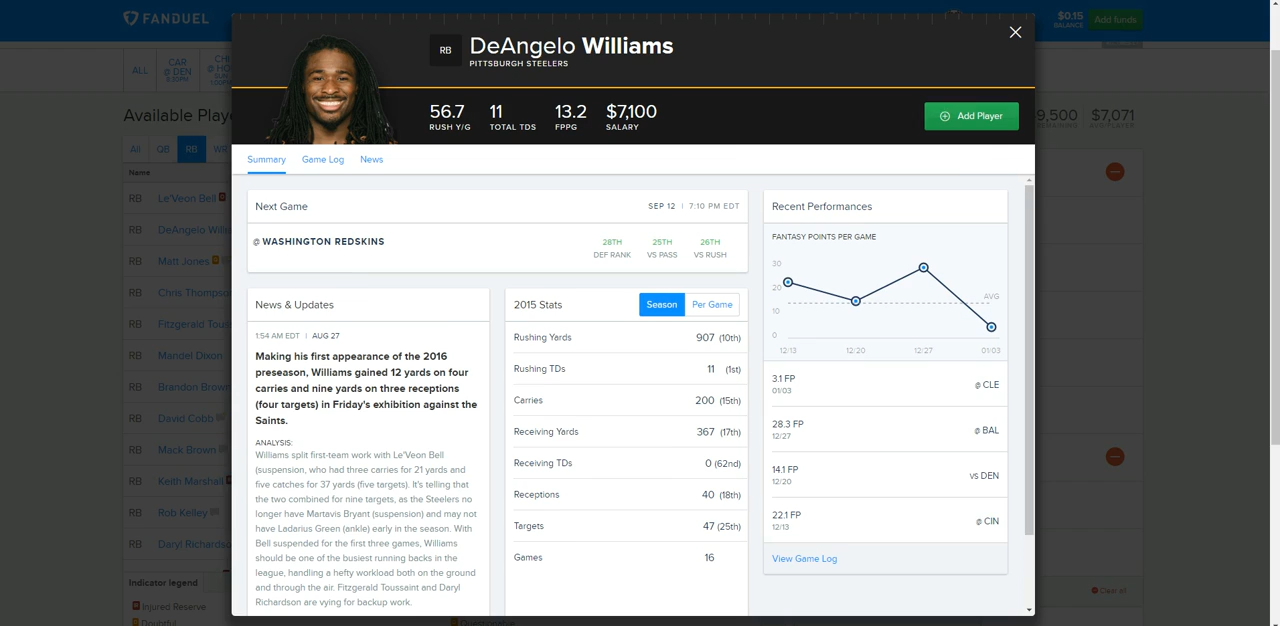 FANDUEL
$0.15
BALANCE
Add funds
RB
DeAngelo Williams
PITTSBURGH STEELERS
56.7
RUSH Y/G
11
TOTAL TDS
13.2
FPPG
$7,100
SALARY
Add Player
ALL
CAR
@ DEN
Available
All
QB
RB
Name
RB Le'Veon Bell
RB DeAngelo
RB Matt Jones
RB Chris
RB Fitzgerald
RB Mandel Dixon
RB Brandon
RB David Cobb
RB Mack Brown
RB Keith Marshall
RB Rob Kelley
RB Daryl
Indicator legend
Injured Reserve
Doubtful
Questionable
$7,071
Clear all
Summary
Game Log
News
Next Game
SEP 12 | 7:10 PM EDT
@ WASHINGTON REDSKINS
28TH
DEF RANK
25TH
VS PASS
26TH
VS RUSH
News & Updates
1:54 AM EDT | AUG 27
Making his first appearance of the 2016
preseason, Williams gained 12 yards on four
carries and nine yards on three receptions
(four targets) in Friday's exhibition against the
Saints.
ANALYSIS:
Williams split first-team work with Le'Veon Bell
(suspension, who had three carries for 21 yards and
five catches for 37 yards (five targets). It's telling that
the two combined for nine targets, as the Steelers no
longer have Martavis Bryant (suspension) and may not
have Ladarius Green (ankle) early in the season. With
Bell suspended for the first three games, Williams
should be one of the busiest running backs in the
league, handling a hefty workload both on the ground
and through the air. Fitzgerald Toussaint and Daryl
Richardson are vying for backup work.
2015 Stats
Season
Per Game
Rushing Yards 907 (10th)
Rushing TDs 11 (1st)
Carries 200 (15th)
Receiving Yards 367 (17th)
Receiving TDs 0 (62nd)
Receptions 40 (18th)
Targets 47 (25th)
Games 16
Recent Performances
FANTASY POINTS PER GAME
30
20
10
0
AVG
12/13
12/20
12/27
01/03
3.1 FP
01/03
@ CLE
28.3 FP
12/27
@ BAL
14.1 FP
12/20
VS DEN
22.1 FP
12/13
@ CIN
View Game Log